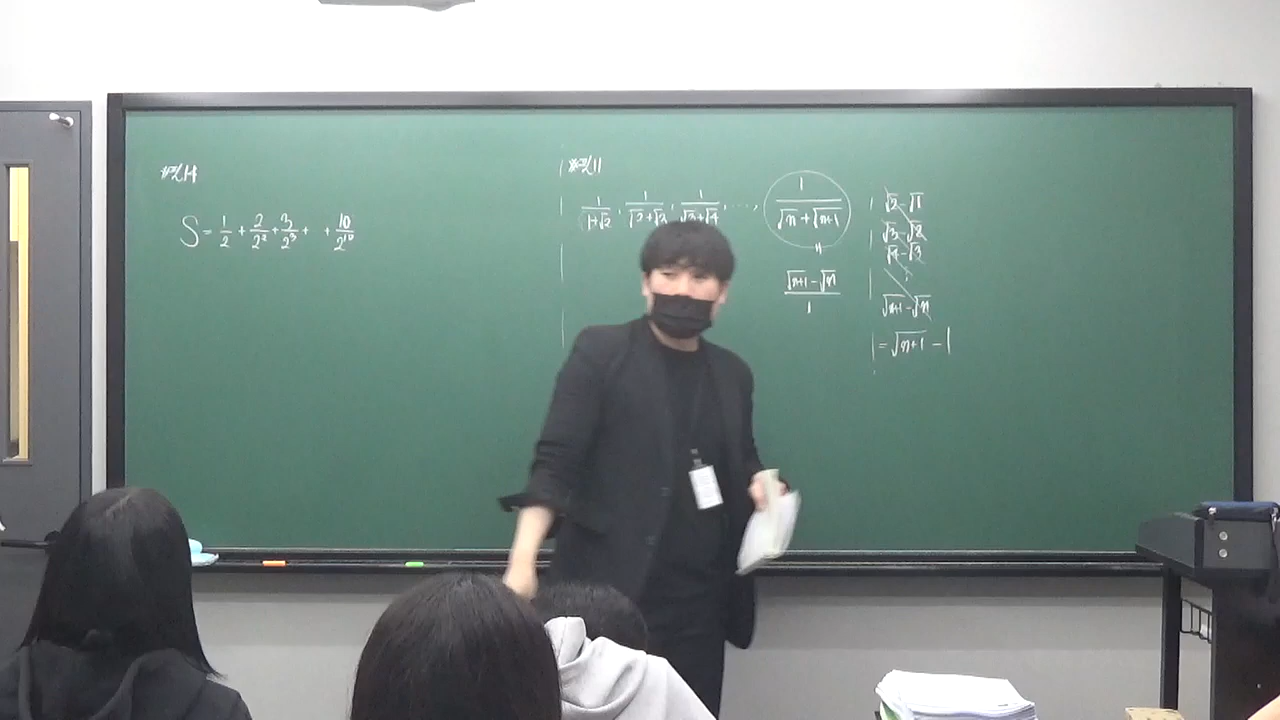 S = 1/2 + 2/2² + 3/2³ + + 10/2¹⁰
1/(1+√2), 1/(√2+√3), 1/(√3+√4), ⋯, 1/(√n+√n+1)
(√n+1 - √n)/1
√2-√1
√3-√2
√4-√3
√n+1-√n
=√n+1 -1